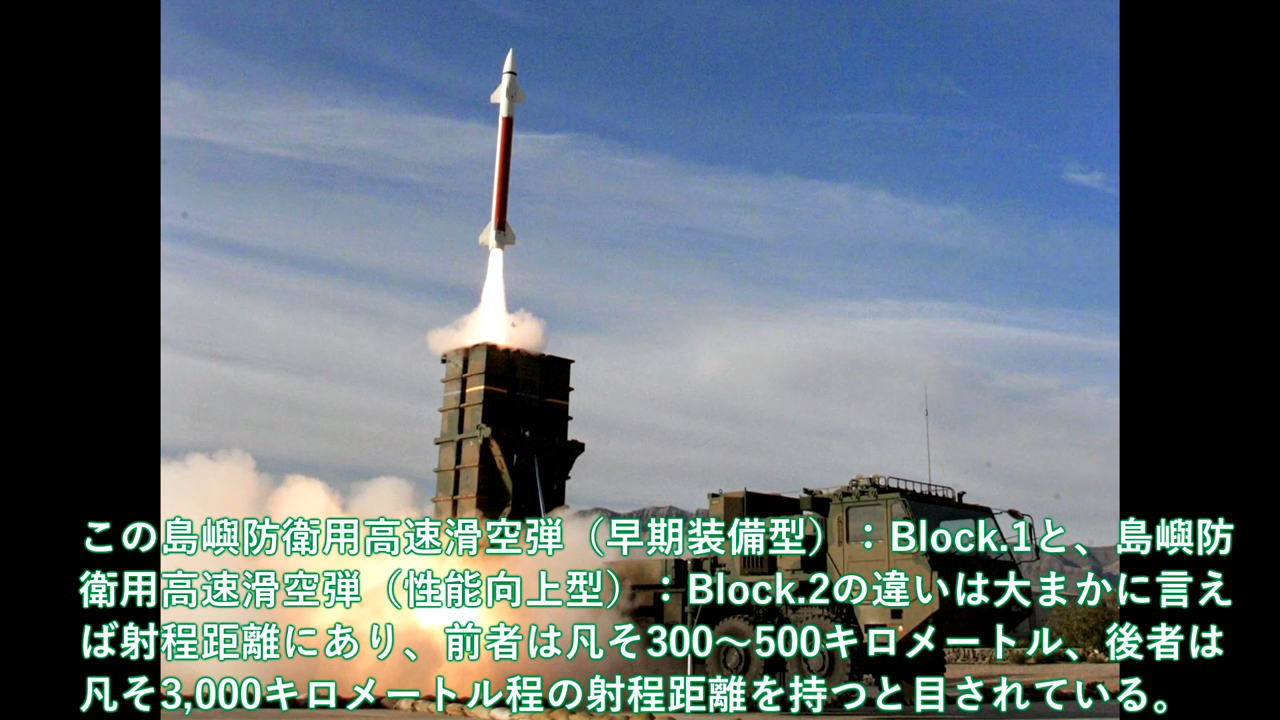 この島嶼防衛用高速滑空弾（早期装備型）：Block.1と、島嶼防
衛用高速滑空弾（性能向上型）：Block.2の違いは大まかに言え
ば射程距離にあり、前者は凡そ300～500キロメートル、後者は
凡そ3,000キロメートル程の射程距離を持つと目されている。